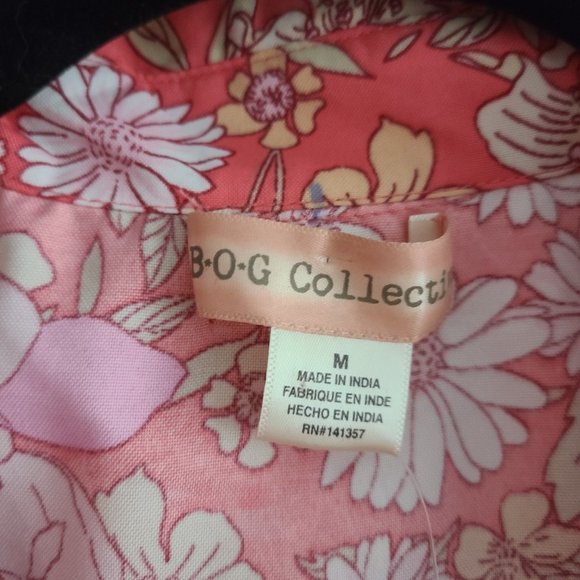 B★O★G Collecti
M
MADE IN INDIA
FABRIQUE EN INDE
HECHO EN INDIA
RN#141357